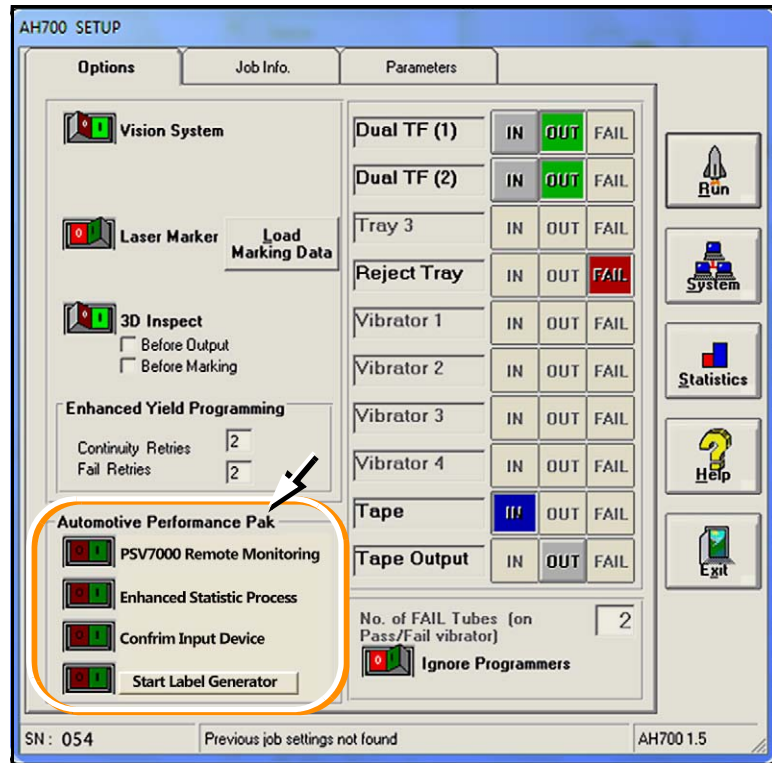 AH700 SETUP
Options
Job Info.
Parameters
Vision System
Laser Marker
Load
Marking Data
3D Inspect
Before Output
Before Marking
Enhanced Yield Programming
Continuity Retries 2
Fail Retries 2
Automotive Performance Pak
PSV7000 Remote Monitoring
Enhanced Statistic Process
Confrim Input Device
Start Label Generator
Dual TF (1) IN OUT FAIL
Dual TF (2) IN OUT FAIL
Tray 3 IN OUT FAIL
Reject Tray IN OUT FAIL
Vibrator 1 IN OUT FAIL
Vibrator 2 IN OUT FAIL
Vibrator 3 IN OUT FAIL
Vibrator 4 IN OUT FAIL
Tape IN OUT FAIL
Tape Output IN OUT FAIL
No. of FAIL Tubes (on 2
Pass/Fail vibrator)
Ignore Programmers
Run
System
Statistics
Help
Exit
SN: 054
Previous job settings not found
AH700 1.5